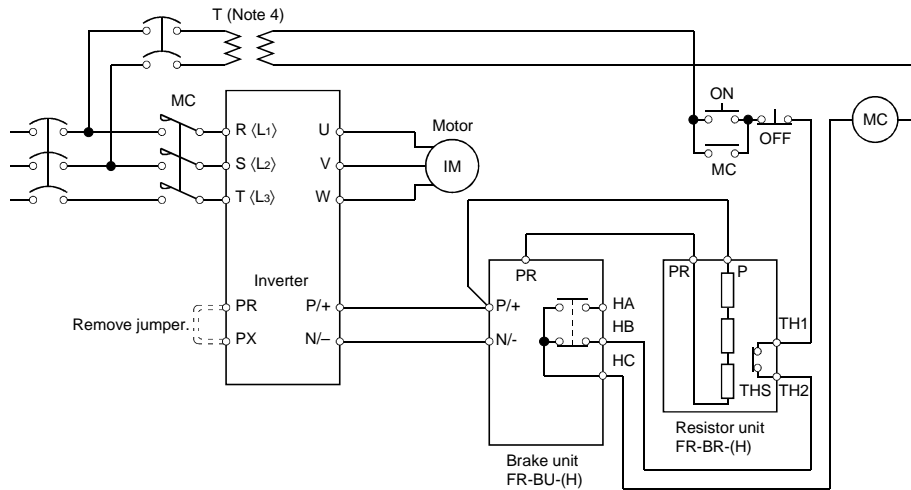 T (Note 4)
MC
ON
MC
OFF
MC
R ⟨L1⟩
U
Motor
S ⟨L2⟩
V
IM
T ⟨L3⟩
W
Inverter
PR
PR
P
Remove jumper.
PR
P/+
P/+
HA
TH1
PX
N/–
N/-
HB
HC
THS
TH2
Resistor unit
FR-BR-(H)
Brake unit
FR-BU-(H)